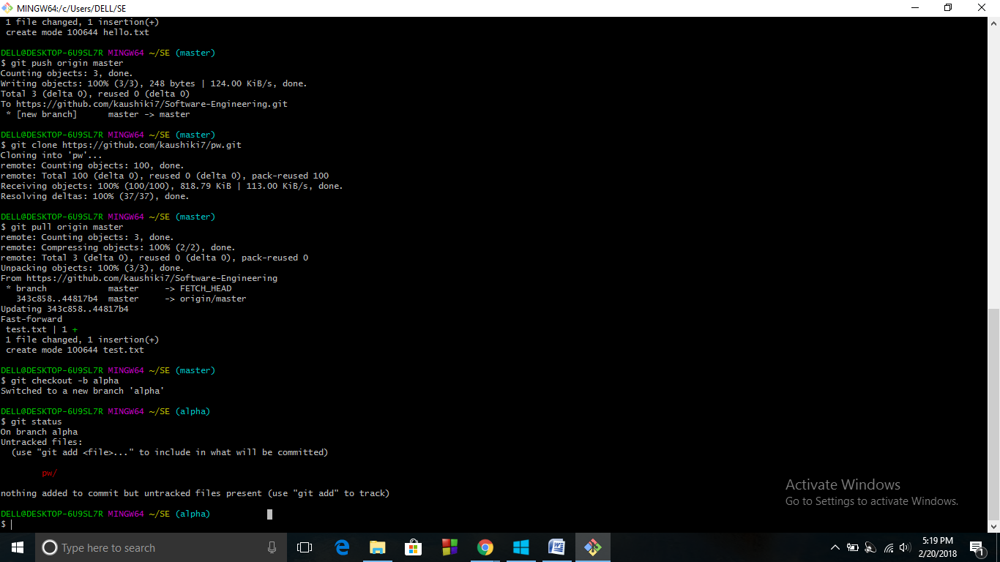 MINGW64:/c/Users/DELL/SE
1 file changed, 1 insertion(+)
create mode 100644 hello.txt
DELL@DESKTOP-6U9SL7R MINGW64 ~/SE (master)
$ git push origin master
Counting objects: 3, done.
Writing objects: 100% (3/3), 248 bytes | 124.00 KiB/s, done.
Total 3 (delta 0), reused 0 (delta 0)
To https://github.com/kaushiki7/Software-Engineering.git
* [new branch]      master -> master
DELL@DESKTOP-6U9SL7R MINGW64 ~/SE (master)
$ git clone https://github.com/kaushiki7/pw.git
Cloning into 'pw'...
remote: Counting objects: 100, done.
remote: Total 100 (delta 0), reused 0 (delta 0), pack-reused 100
Receiving objects: 100% (100/100), 818.79 KiB | 113.00 KiB/s, done.
Resolving deltas: 100% (37/37), done.
DELL@DESKTOP-6U9SL7R MINGW64 ~/SE (master)
$ git pull origin master
remote: Counting objects: 3, done.
remote: Compressing objects: 100% (2/2), done.
remote: Total 3 (delta 0), reused 0 (delta 0), pack-reused 0
Unpacking objects: 100% (3/3), done.
From https://github.com/kaushiki7/Software-Engineering
* branch            master     -> FETCH_HEAD
343c858..44817b4  master     -> origin/master
Updating 343c858..44817b4
Fast-forward
test.txt | 1 +
1 file changed, 1 insertion(+)
create mode 100644 test.txt
DELL@DESKTOP-6U9SL7R MINGW64 ~/SE (master)
$ git checkout -b alpha
Switched to a new branch 'alpha'
DELL@DESKTOP-6U9SL7R MINGW64 ~/SE (alpha)
$ git status
On branch alpha
Untracked files:
(use "git add <file>..." to include in what will be committed)
pw/
nothing added to commit but untracked files present (use "git add" to track)
DELL@DESKTOP-6U9SL7R MINGW64 ~/SE (alpha)
$
Activate Windows
Go to Settings to activate Windows.
Type here to search
5:19 PM
2/20/2018
1